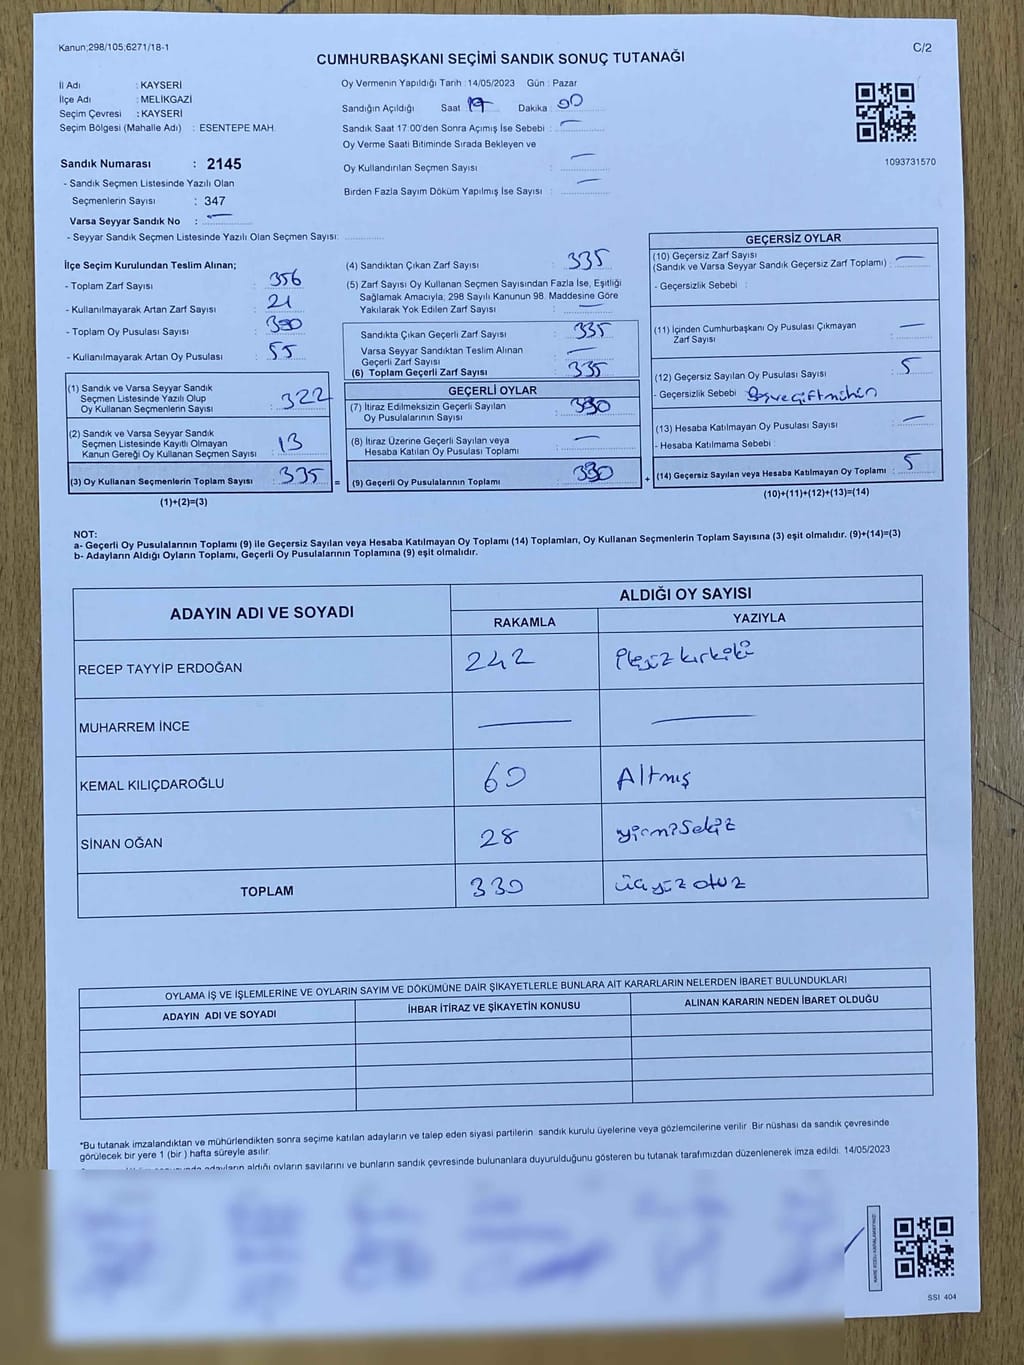 Kanun;298/105;6271/18-1
C/2
CUMHURBAŞKANI SEÇİMİ SANDIK SONUÇ TUTANAĞI
İl Adı : KAYSERİ
İlçe Adı : MELİKGAZİ
Seçim Çevresi : KAYSERİ
Seçim Bölgesi (Mahalle Adı) : ESENTEPE MAH.
Sandık Numarası : 2145
- Sandık Seçmen Listesinde Yazılı Olan
Seçmenlerin Sayısı : 347
Varsa Seyyar Sandık No : —
- Seyyar Sandık Seçmen Listesinde Yazılı Olan Seçmen Sayısı:
Oy Vermenin Yapıldığı Tarih : 14/05/2023 Gün : Pazar
Sandığın Açıldığı Saat Dakika : 00
Sandık Saat 17:00'den Sonra Açımış İse Sebebi : —
Oy Verme Saati Bitiminde Sırada Bekleyen ve
Oy Kullandırılan Seçmen Sayısı : —
Birden Fazla Sayım Döküm Yapılmış İse Sayısı : —
1093731570
İlçe Seçim Kurulundan Teslim Alınan;
- Toplam Zarf Sayısı : 356
- Kullanılmayarak Artan Zarf Sayısı : 21
- Toplam Oy Pusulası Sayısı :
- Kullanılmayarak Artan Oy Pusulası : 55
(1) Sandık ve Varsa Seyyar Sandık
Seçmen Listesinde Yazılı Olup
Oy Kullanan Seçmenlerin Sayısı : 322
(2) Sandık ve Varsa Seyyar Sandık
Seçmen Listesinde Kayıtlı Olmayan
Kanun Gereği Oy Kullanan Seçmen Sayısı : 13
(3) Oy Kullanan Seçmenlerin Toplam Sayısı : 335
(1)+(2)=(3)
=
(4) Sandıktan Çıkan Zarf Sayısı : 335
(5) Zarf Sayısı Oy Kullanan Seçmen Sayısından Fazla İse, Eşitliği
Sağlamak Amacıyla; 298 Sayılı Kanunun 98. Maddesine Göre
Yakılarak Yok Edilen Zarf Sayısı : —
Sandıkta Çıkan Geçerli Zarf Sayısı : 335
Varsa Seyyar Sandıktan Teslim Alınan
Geçerli Zarf Sayısı : —
(6) Toplam Geçerli Zarf Sayısı : 335
GEÇERLİ OYLAR
(7) İtiraz Edilmeksizin Geçerli Sayılan
Oy Pusulalarının Sayısı : 330
(8) İtiraz Üzerine Geçerli Sayılan veya
Hesaba Katılan Oy Pusulası Toplamı : —
(9) Geçerli Oy Pusulalarının Toplamı : 330
+
GEÇERSİZ OYLAR
(10) Geçersiz Zarf Sayısı : —
(Sandık ve Varsa Seyyar Sandık Geçersiz Zarf Toplamı)
- Geçersizlik Sebebi :
(11) İçinden Cumhurbaşkanı Oy Pusulası Çıkmayan
Zarf Sayısı : —
(12) Geçersiz Sayılan Oy Pusulası Sayısı : 5
- Geçersizlik Sebebi : Boş ve çift mühür
(13) Hesaba Katılmayan Oy Pusulası Sayısı : —
- Hesaba Katılmama Sebebi :
(14) Geçersiz Sayılan veya Hesaba Katılmayan Oy Toplamı : 5
(10)+(11)+(12)+(13)=(14)
NOT:
a- Geçerli Oy Pusulalarının Toplamı (9) ile Geçersiz Sayılan veya Hesaba Katılmayan Oy Toplamı (14) Toplamları, Oy Kullanan Seçmenlerin Toplam Sayısına (3) eşit olmalıdır. (9)+(14)=(3)
b- Adayların Aldığı Oyların Toplamı, Geçerli Oy Pusulalarının Toplamına (9) eşit olmalıdır.
ADAYIN ADI VE SOYADI
ALDIĞI OY SAYISI
RAKAMLA YAZIYLA
RECEP TAYYİP ERDOĞAN 242 İkiyüz kırk iki
MUHARREM İNCE — —
KEMAL KILIÇDAROĞLU 60 Altmış
SİNAN OĞAN 28 yirmi sekiz
TOPLAM 330 üçyüz otuz
OYLAMA İŞ VE İŞLEMLERİNE VE OYLARIN SAYIM VE DÖKÜMÜNE DAİR ŞİKAYETLERLE BUNLARA AİT KARARLARIN NELERDEN İBARET BULUNDUKLARI
ADAYIN ADI VE SOYADI İHBAR İTİRAZ VE ŞİKAYETİN KONUSU ALINAN KARARIN NEDEN İBARET OLDUĞU
*Bu tutanak imzalandıktan ve mühürlendikten sonra seçime katılan adayların ve talep eden siyasi partilerin sandık kurulu üyelerine veya gözlemcilerine verilir. Bir nüshası da sandık çevresinde
görülecek bir yere 1 (bir ) hafta süreyle asılır.
adayların aldığı oyların sayılarını ve bunların sandık çevresinde bulunanlara duyurulduğunu gösteren bu tutanak tarafımızdan düzenlenerek imza edildi. 14/05/2023
SSI 404